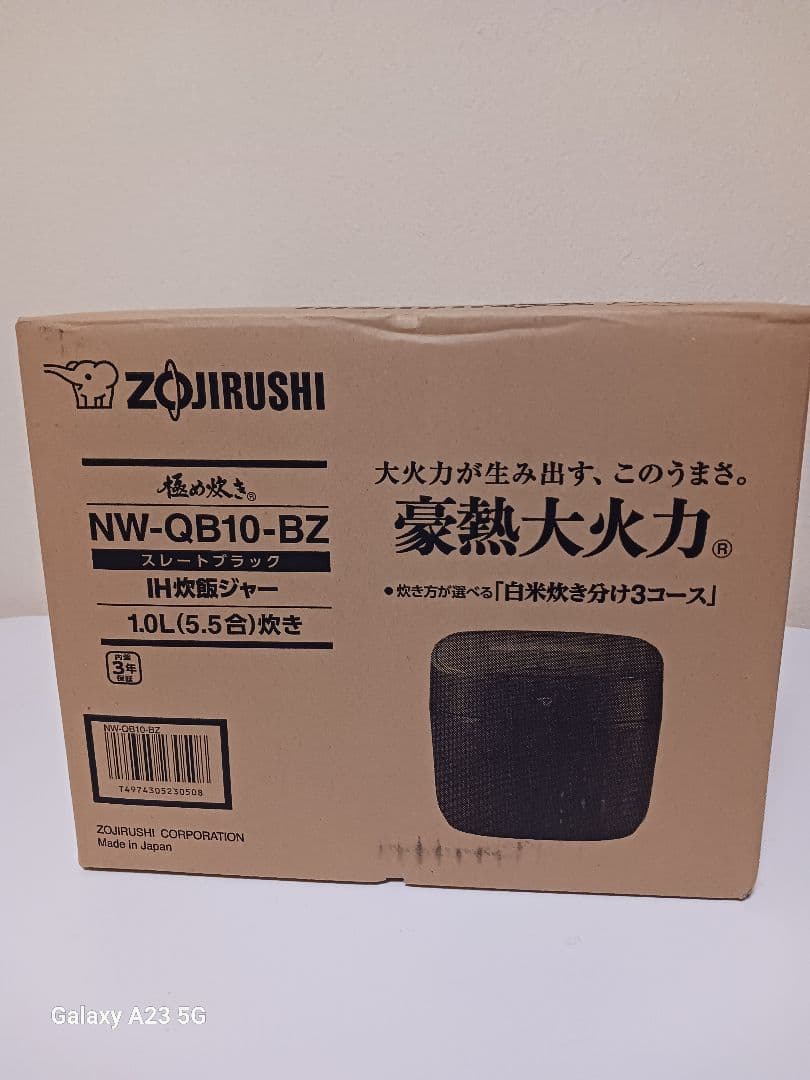 ZOJIRUSHI
極め炊き®
NW-QB10-BZ
スレートブラック
IH炊飯ジャー
1.0L(5.5合)炊き
内釜
3年
保証
NW-QB10-BZ
T4974305230508
ZOJIRUSHI CORPORATION
Made in Japan
大火力が生み出す、このうまさ。
豪熱大火力®
●炊き方が選べる「白米炊き分け3コース」
Galaxy A23 5G